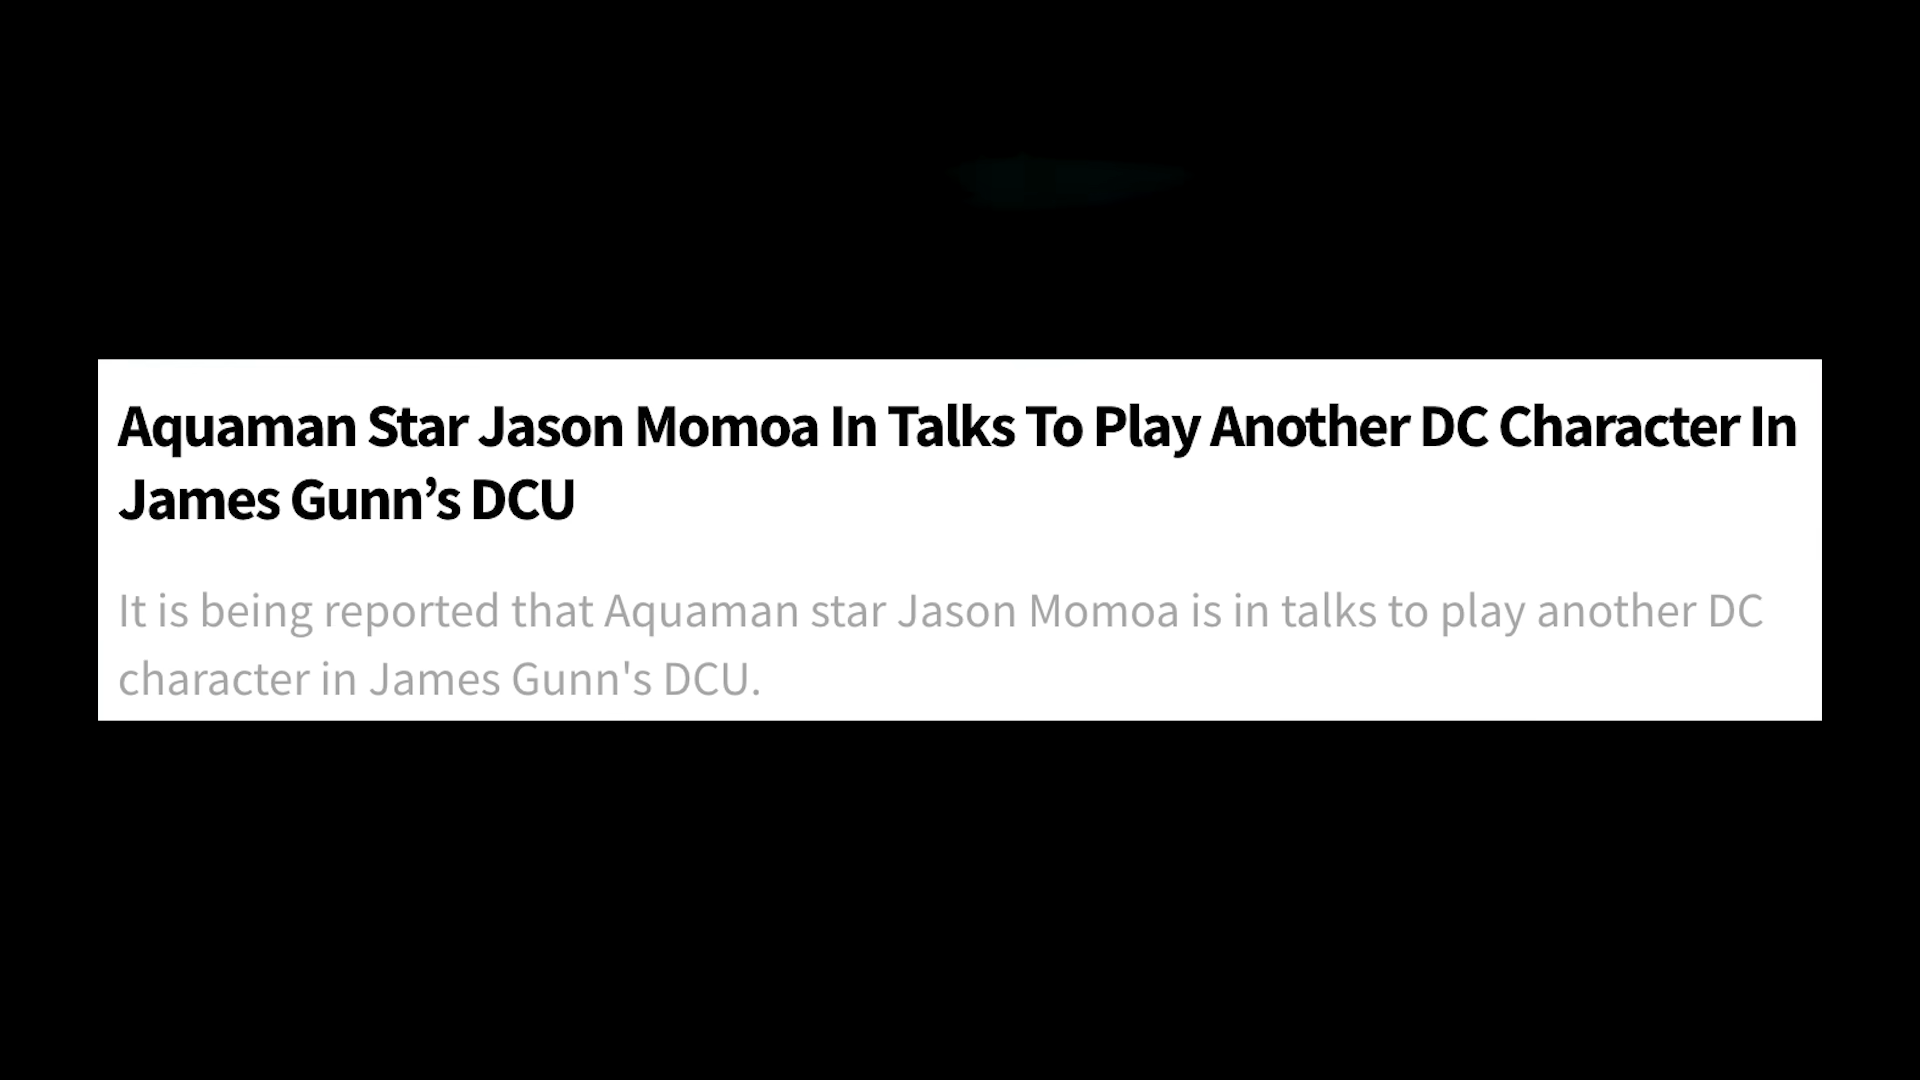 Aquaman Star Jason Momoa In Talks To Play Another DC Character In
James Gunn’s DCU
It is being reported that Aquaman star Jason Momoa is in talks to play another DC
character in James Gunn's DCU.